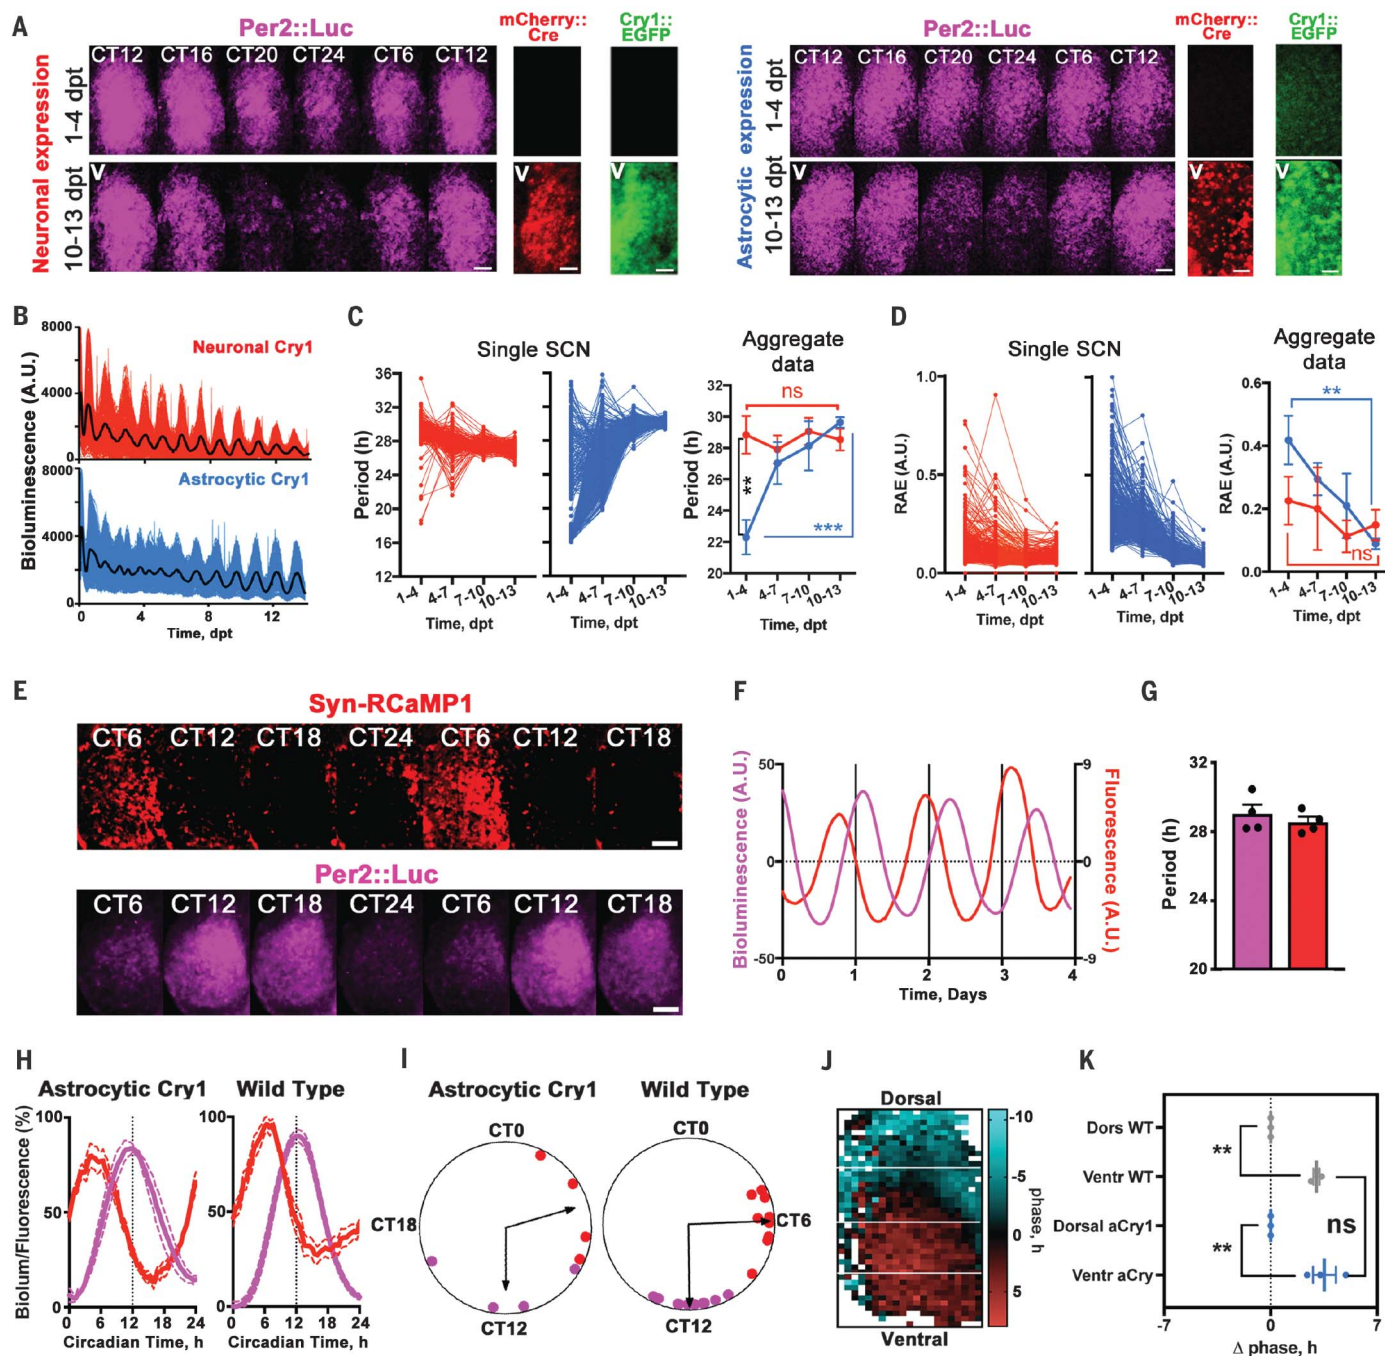 A
Per2::Luc
mCherry::
Cre
Cry1::
EGFP
Neuronal expression
1-4 dpt
10-13 dpt
CT12 CT16 CT20 CT24 CT6 CT12
V
V
V
Per2::Luc
mCherry::
Cre
Cry1::
EGFP
Astrocytic expression
1-4 dpt
10-13 dpt
CT12 CT16 CT20 CT24 CT6 CT12
V
V
V
B
Bioluminescence (A.U.)
8000
4000
0
Neuronal Cry1
8000
4000
0
Astrocytic Cry1
0 4 8 12
Time, dpt
C
Single SCN
Period (h)
36
32
28
24
20
16
12
1-4 4-7 7-10 10-13
1-4 4-7 7-10 10-13
Time, dpt
Time, dpt
Aggregate
data
Period (h)
32
30
28
26
24
22
20
ns
**
***
1-4 4-7 7-10 10-13
Time, dpt
D
Single SCN
RAE (A.U.)
1.0
0.5
0.0
1-4 4-7 7-10 10-13
1-4 4-7 7-10 10-13
Time, dpt
Time, dpt
Aggregate
data
RAE (A.U.)
0.6
0.4
0.2
0.0
**
ns
1-4 4-7 7-10 10-13
Time, dpt
E
Syn-RCaMP1
CT6 CT12 CT18 CT24 CT6 CT12 CT18
Per2::Luc
CT6 CT12 CT18 CT24 CT6 CT12 CT18
F
Bioluminescence (A.U.)
50
0
-50
Fluorescence (A.U.)
9
0
-9
0 1 2 3 4
Time, Days
G
Period (h)
32
28
24
20
H
Astrocytic Cry1 Wild Type
Biolum/Fluorescence (%)
100
50
0
100
50
0
0 6 12 18 24
0 6 12 18 24
Circadian Time, h
Circadian Time, h
I
Astrocytic Cry1 Wild Type
CT0
CT0
CT18
CT6
CT12
CT12
J
Dorsal
Ventral
-10
-5
0
5
phase, h
K
Dors WT
Ventr WT
Dorsal aCry1
Ventr aCry
**
**
ns
-7 0 7
Δ phase, h